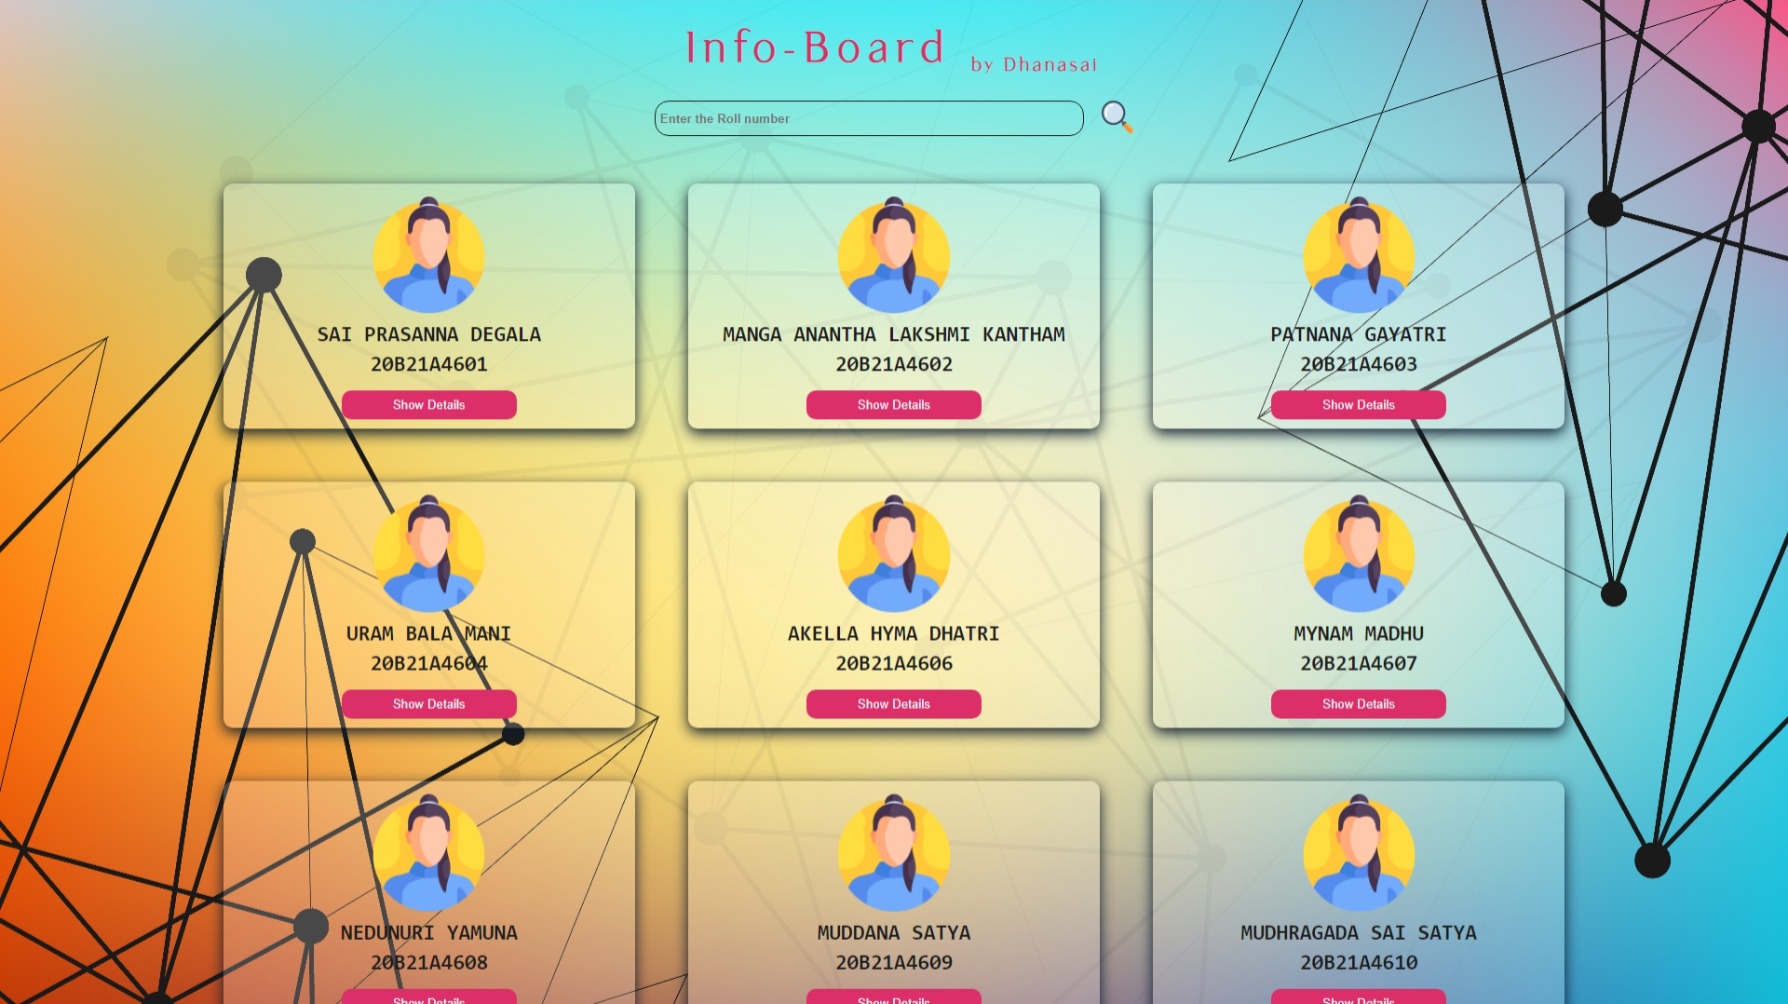 Info-Board by Dhanasai
Enter the Roll number
SAI PRASANNA DEGALA
20B21A4601
Show Details
MANGA ANANTHA LAKSHMI KANTHAM
20B21A4602
Show Details
PATNANA GAYATRI
20B21A4603
Show Details
URAM BALA MANI
20B21A4604
Show Details
AKELLA HYMA DHATRI
20B21A4606
Show Details
MYNAM MADHU
20B21A4607
Show Details
NEDUNURI YAMUNA
20B21A4608
Show Details
MUDDANA SATYA
20B21A4609
Show Details
MUDHRAGADA SAI SATYA
20B21A4610
Show Details